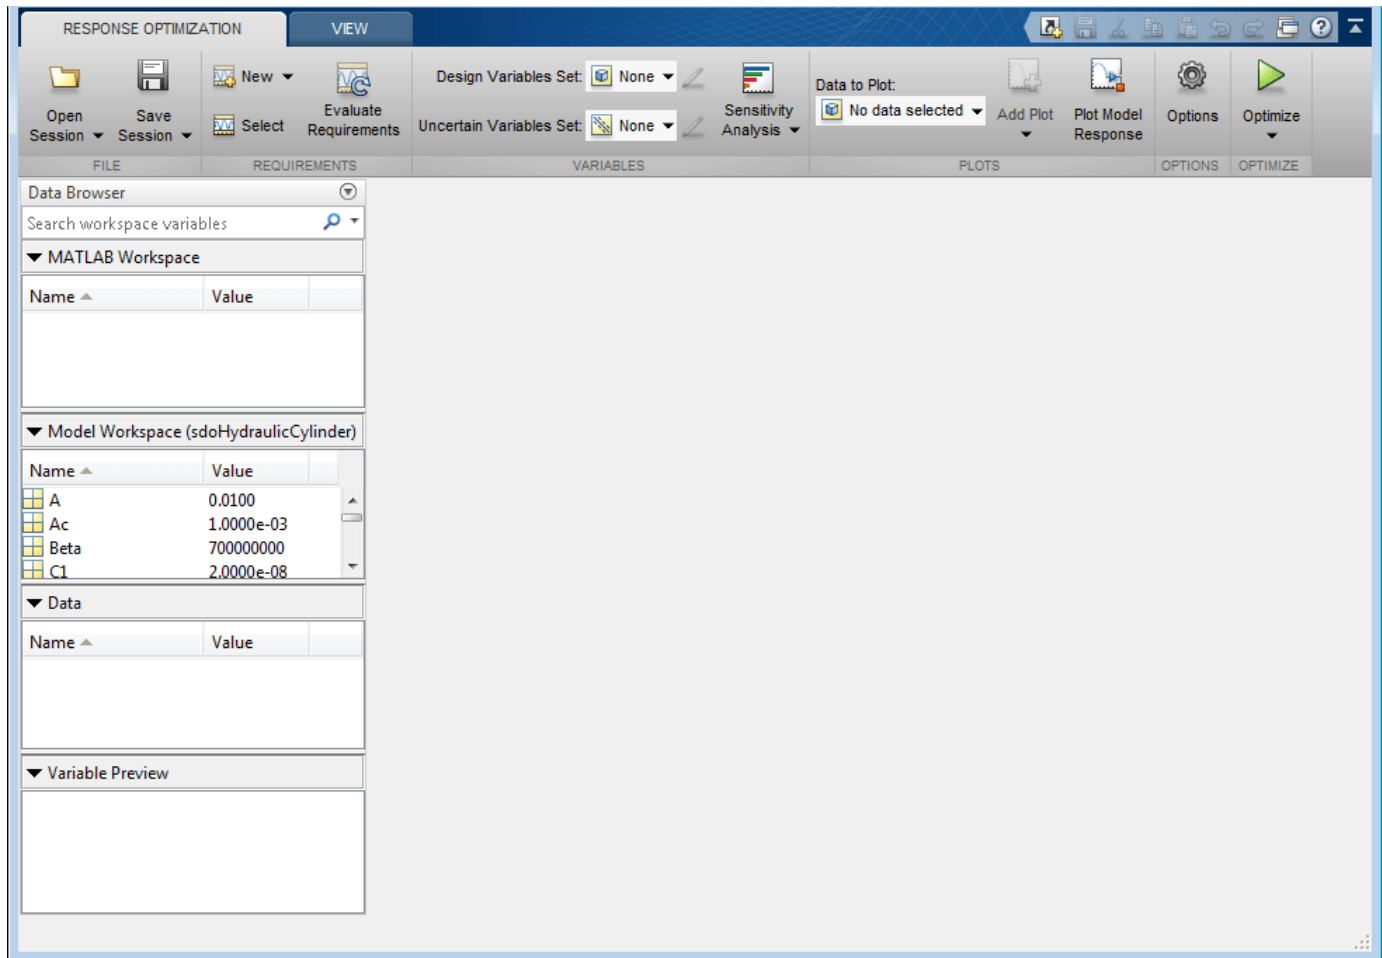 RESPONSE OPTIMIZATION VIEW
New Design Variables Set: None Data to Plot:
Open Session Save Session Select Evaluate Requirements Uncertain Variables Set: None Sensitivity Analysis No data selected Add Plot Plot Model Response Options Optimize
FILE REQUIREMENTS VARIABLES PLOTS OPTIONS OPTIMIZE
Data Browser
Search workspace variables
MATLAB Workspace
Name Value
Model Workspace (sdoHydraulicCylinder)
Name Value
A 0.0100
Ac 1.0000e-03
Beta 700000000
C1 2.0000e-08
Data
Name Value
Variable Preview